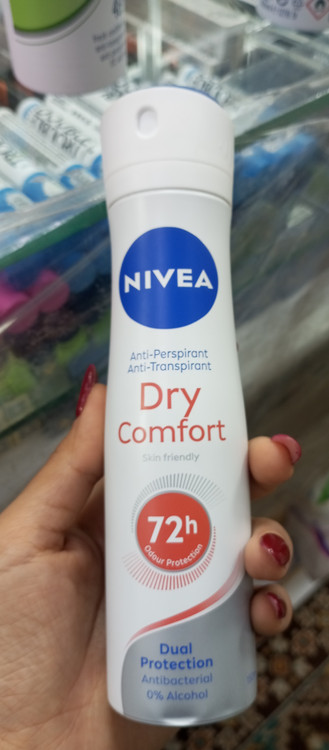 NIVEA
Anti-Perspirant
Anti-Transpirant
Dry
Comfort
Skin friendly
72h
Odour Protection
Dual
Protection
Antibacterial
0% Alcohol